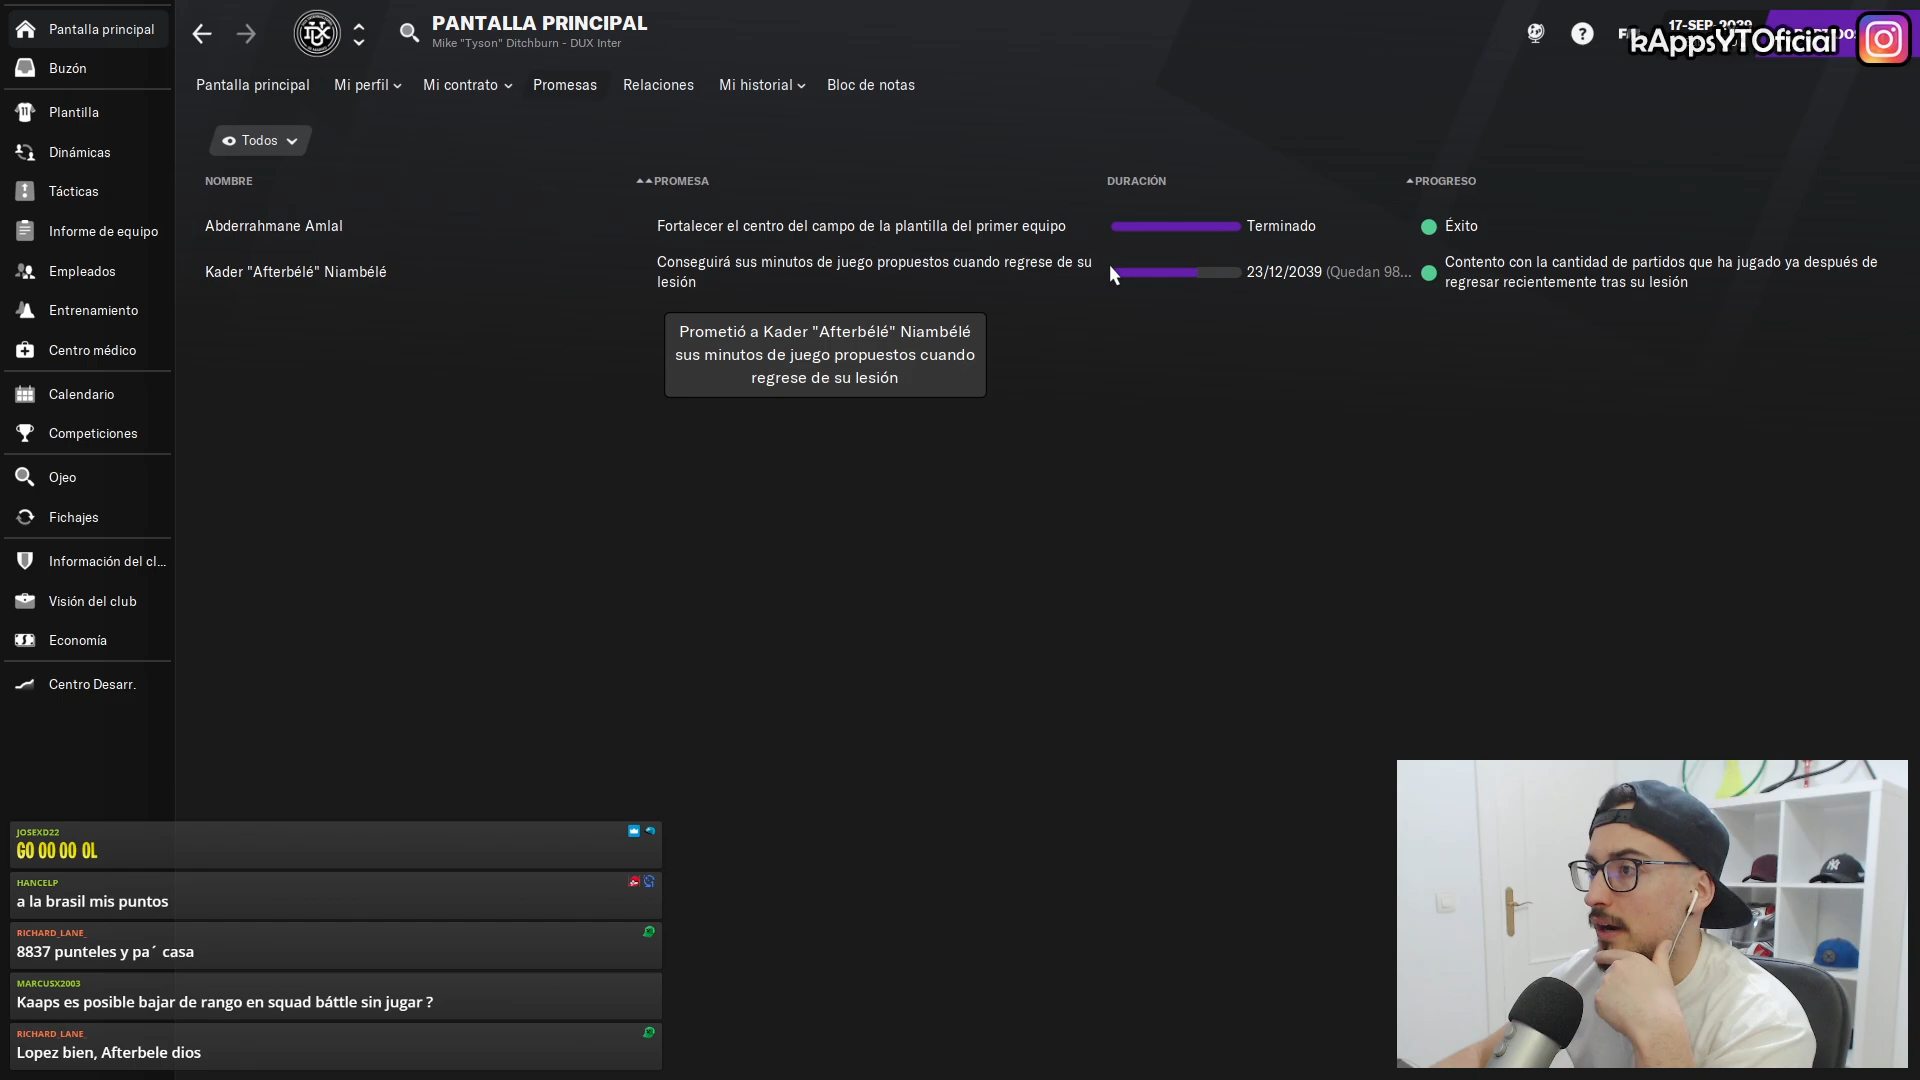 Pantalla principal
Buzón
Plantilla
Dinámicas
Tácticas
Informe de equipo
Empleados
Entrenamiento
Centro médico
Calendario
Competiciones
Ojeo
Fichajes
Información del cl...
Visión del club
Economía
Centro Desarr.
PANTALLA PRINCIPAL
Mike "Tyson" Ditchburn - DUX Inter
17-SEP-2039
kAppsYTOficial
Pantalla principal Mi perfil Mi contrato Promesas Relaciones Mi historial Bloc de notas
Todos
NOMBRE PROMESA DURACIÓN PROGRESO
Abderrahmane Amlal Fortalecer el centro del campo de la plantilla del primer equipo Terminado Éxito
Kader "Afterbélé" Niambélé
Conseguirá sus minutos de juego propuestos cuando regrese de su
lesión
23/12/2039 (Quedan 98...
Contento con la cantidad de partidos que ha jugado ya después de
regresar recientemente tras su lesión
Prometió a Kader "Afterbélé" Niambélé
sus minutos de juego propuestos cuando
regrese de su lesión
JOSEXD22
GO OO OO OL
HANCELP
a la brasil mis puntos
RICHARD_LANE_
8837 punteles y pa´ casa
MARCUSX2003
Kaaps es posible bajar de rango en squad báttle sin jugar ?
RICHARD_LANE_
Lopez bien, Afterbele dios